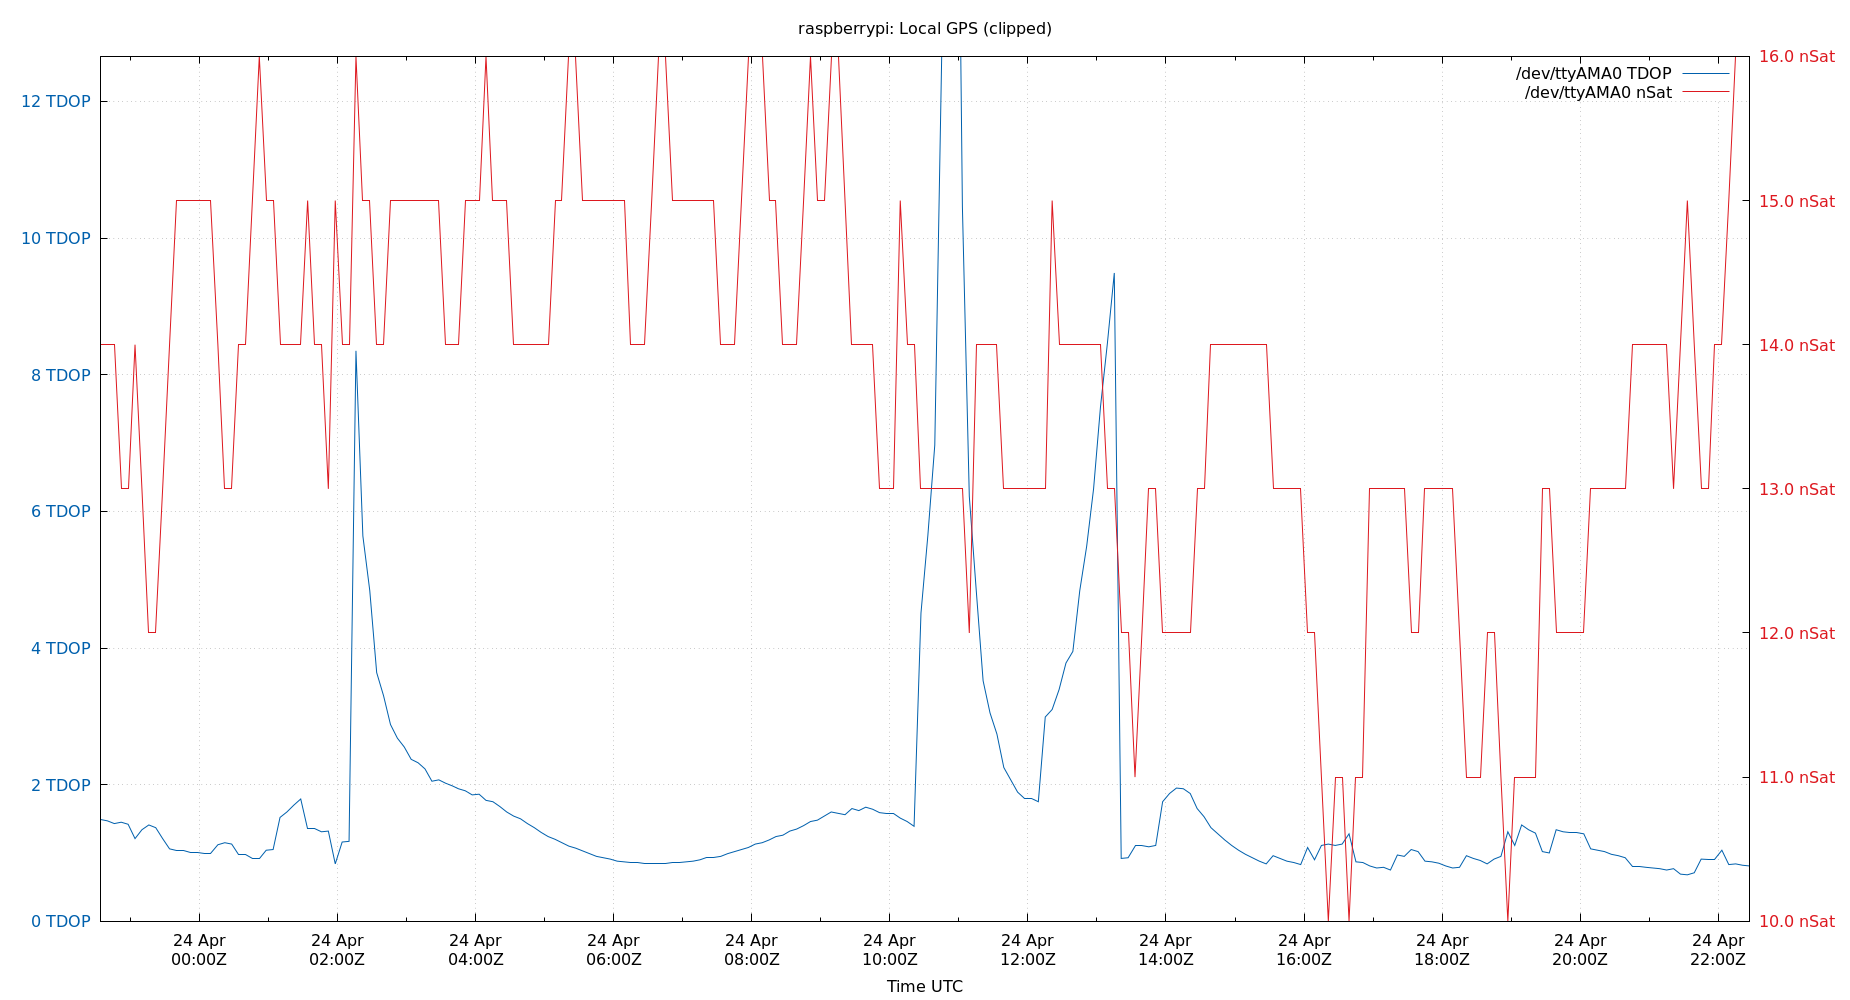 raspberrypi: Local GPS (clipped)
/dev/ttyAMA0 TDOP
/dev/ttyAMA0 nSat
12 TDOP
10 TDOP
8 TDOP
6 TDOP
4 TDOP
2 TDOP
0 TDOP
16.0 nSat
15.0 nSat
14.0 nSat
13.0 nSat
12.0 nSat
11.0 nSat
10.0 nSat
24 Apr
00:00Z
24 Apr
02:00Z
24 Apr
04:00Z
24 Apr
06:00Z
24 Apr
08:00Z
24 Apr
10:00Z
24 Apr
12:00Z
24 Apr
14:00Z
24 Apr
16:00Z
24 Apr
18:00Z
24 Apr
20:00Z
24 Apr
22:00Z
Time UTC